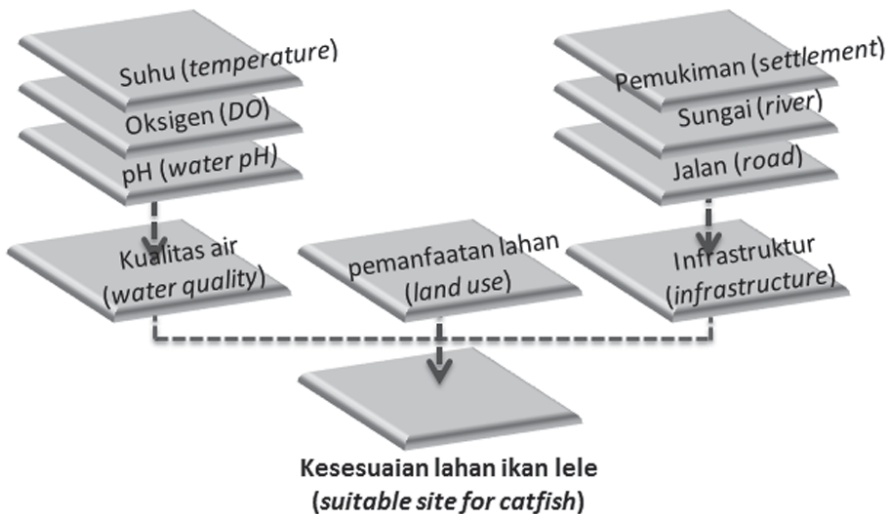 Suhu (temperature)
Oksigen (DO)
pH (water pH)
Pemukiman (settlement)
Sungai (river)
Jalan (road)
Kualitas air
(water quality)
pemanfaatan lahan
(land use)
Infrastruktur
(infrastructure)
Kesesuaian lahan ikan lele
(suitable site for catfish)